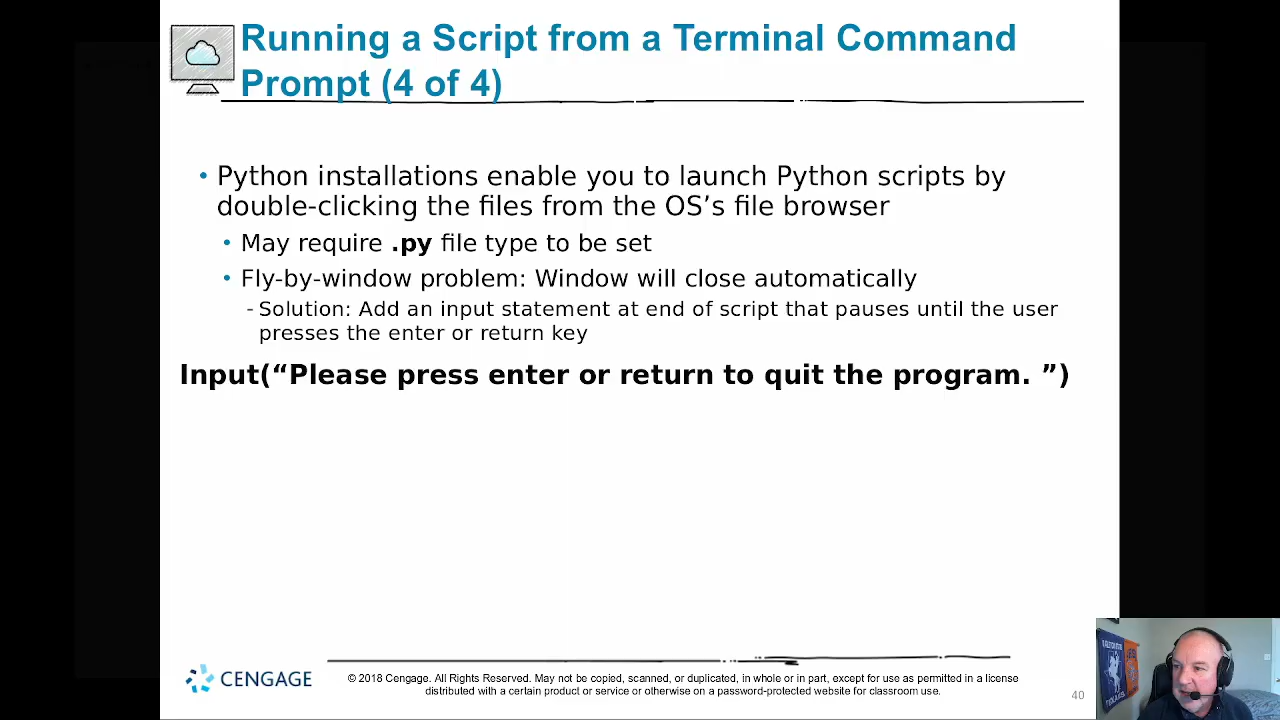 Running a Script from a Terminal Command
Prompt (4 of 4)
• Python installations enable you to launch Python scripts by
double-clicking the files from the OS’s file browser
• May require .py file type to be set
• Fly-by-window problem: Window will close automatically
- Solution: Add an input statement at end of script that pauses until the user
presses the enter or return key
Input(“Please press enter or return to quit the program. ”)
CENGAGE
© 2018 Cengage. All Rights Reserved. May not be copied, scanned, or duplicated, in whole or in part, except for use as permitted in a license
distributed with a certain product or service or otherwise on a password-protected website for classroom use.
40